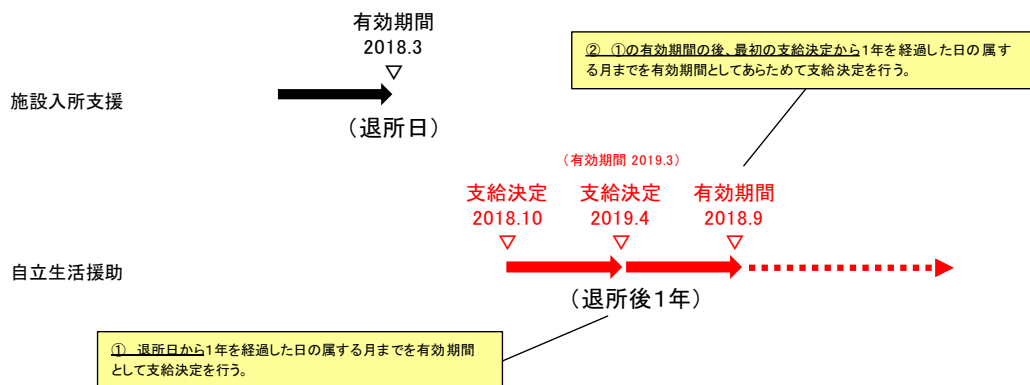 有効期間
2018.3
▽
② ①の有効期間の後、最初の支給決定から1年を経過した日の属す
る月までを有効期間としてあらためて支給決定を行う。
施設入所支援
（退所日）
（有効期間 2019.3）
支給決定 支給決定 有効期間
2018.10 2019.4 2018.9
▽ ▽ ▽
自立生活援助
（退所後1年）
① 退所日から1年を経過した日の属する月までを有効期間
として支給決定を行う。